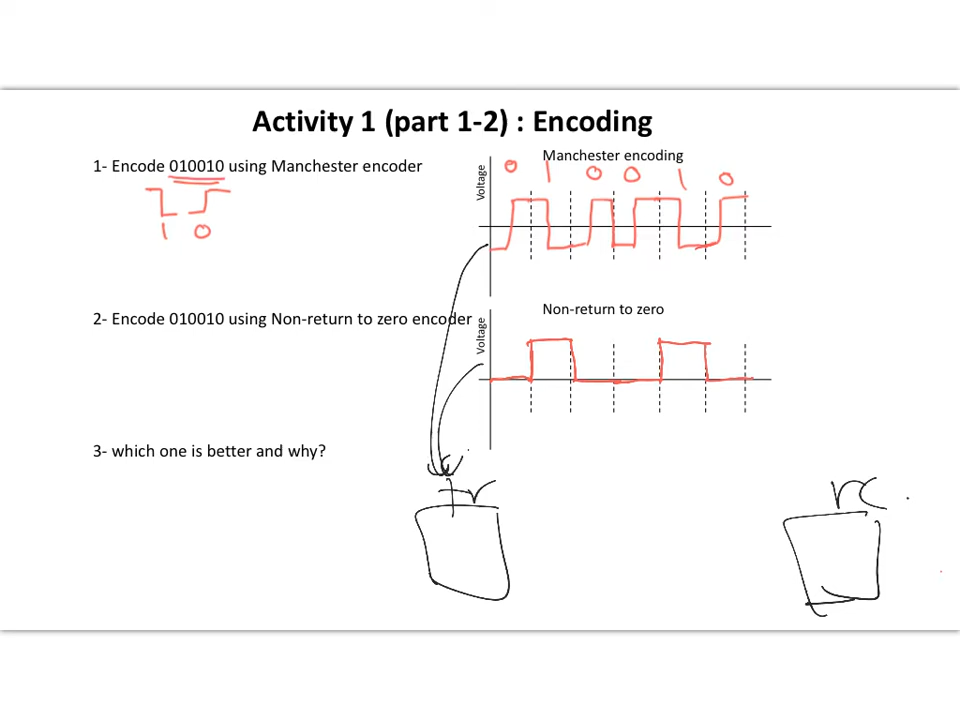 Activity 1 (part 1-2) : Encoding
1- Encode 010010 using Manchester encoder
1 0
Voltage
Manchester encoding
0 1 0 0 1 0
2- Encode 010010 using Non-return to zero encoder
Voltage
Non-return to zero
3- which one is better and why?
tr
rc